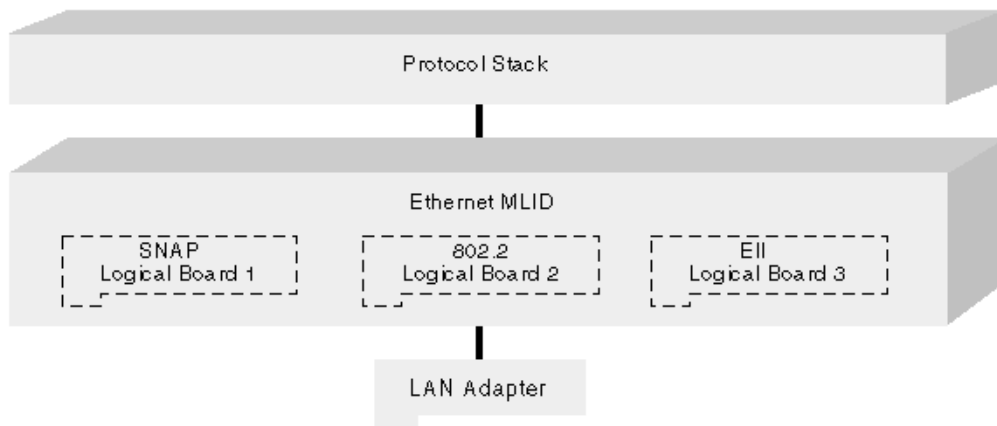 Protocol Stack
Ethernet MLID
SNAP
Logical Board 1
802.2
Logical Board 2
EII
Logical Board 3
LAN Adapter